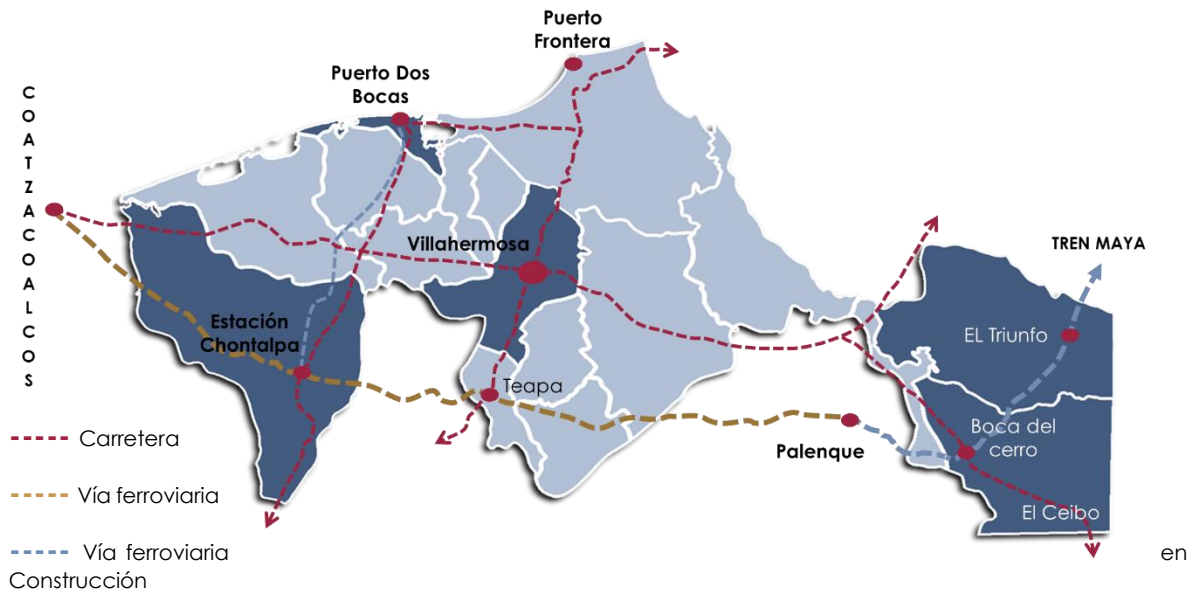 Puerto
Frontera
Puerto Dos
Bocas
COATZACOALCOS
Villahermosa
TREN MAYA
Estación
Chontalpa
EL Triunfo
Teapa
Carretera
Boca del
cerro
Palenque
Vía ferroviaria
El Ceibo
Vía ferroviaria en
Construcción